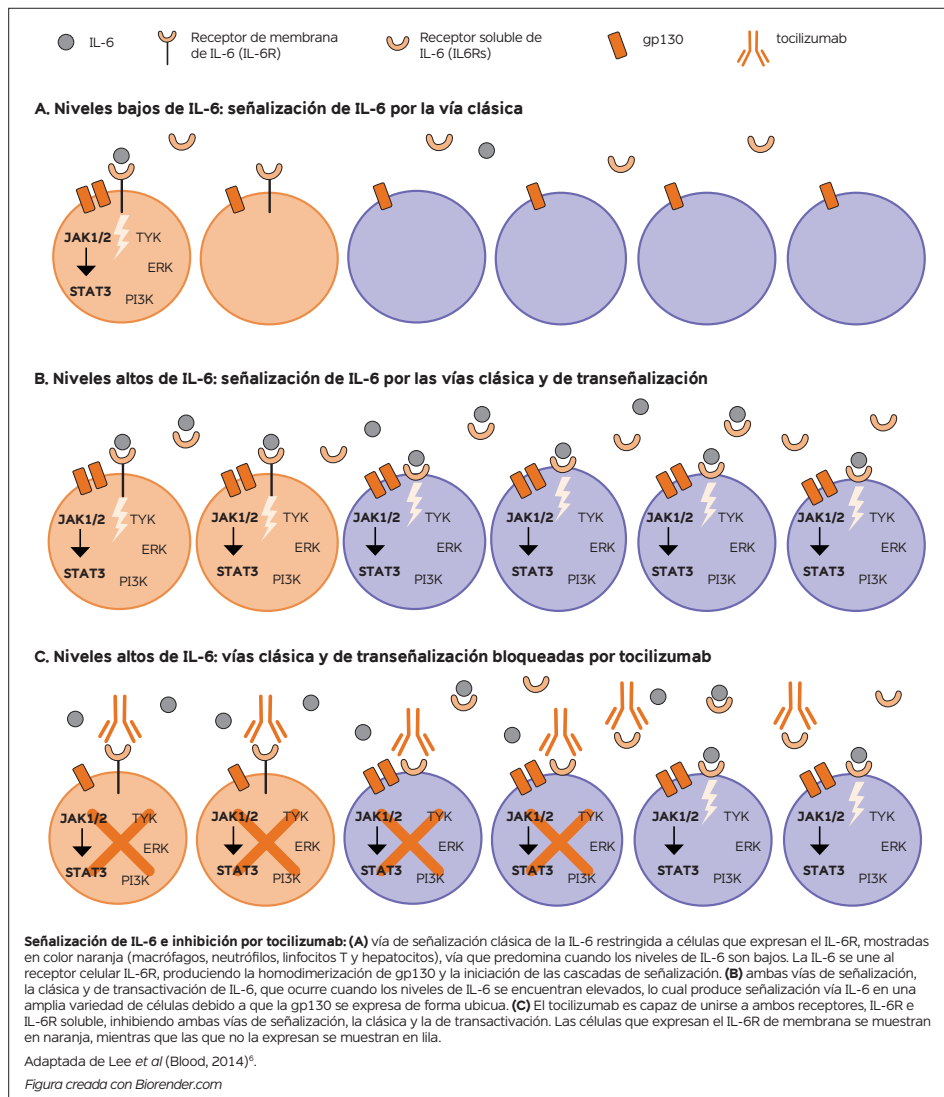 IL-6
Receptor de membrana
de IL-6 (IL-6R)
Receptor soluble de
IL-6 (IL6Rs)
gp130
tocilizumab
A. Niveles bajos de IL-6: señalización de IL-6 por la vía clásica
JAK1/2 TYK
ERK
STAT3 PI3K
B. Niveles altos de IL-6: señalización de IL-6 por las vías clásica y de transeñalización
JAK1/2 TYK JAK1/2 TYK JAK1/2 TYK JAK1/2 TYK JAK1/2 TYK JAK1/2 TYK
ERK ERK ERK ERK ERK ERK
STAT3 PI3K STAT3 PI3K STAT3 PI3K STAT3 PI3K STAT3 PI3K STAT3 PI3K
C. Niveles altos de IL-6: vías clásica y de transeñalización bloqueadas por tocilizumab
JAK1/2 TYK JAK1/2 TYK JAK1/2 TYK JAK1/2 TYK JAK1/2 TYK JAK1/2 TYK
ERK ERK ERK ERK ERK ERK
STAT3 PI3K STAT3 PI3K STAT3 PI3K STAT3 PI3K STAT3 PI3K STAT3 PI3K
Señalización de IL-6 e inhibición por tocilizumab: (A) vía de señalización clásica de la IL-6 restringida a células que expresan el IL-6R, mostradas
en color naranja (macrófagos, neutrófilos, linfocitos T y hepatocitos), vía que predomina cuando los niveles de IL-6 son bajos. La IL-6 se une al
receptor celular IL-6R, produciendo la homodimerización de gp130 y la iniciación de las cascadas de señalización. (B) ambas vías de señalización,
la clásica y de transactivación de IL-6, que ocurre cuando los niveles de IL-6 se encuentran elevados, lo cual produce señalización vía IL-6 en una
amplia variedad de células debido a que la gp130 se expresa de forma ubicua. (C) El tocilizumab es capaz de unirse a ambos receptores, IL-6R e
IL-6R soluble, inhibiendo ambas vías de señalización, la clásica y la de transactivación. Las células que expresan el IL-6R de membrana se muestran
en naranja, mientras que las que no la expresan se muestran en lila.
Adaptada de Lee et al (Blood, 2014)⁶.
Figura creada con Biorender.com